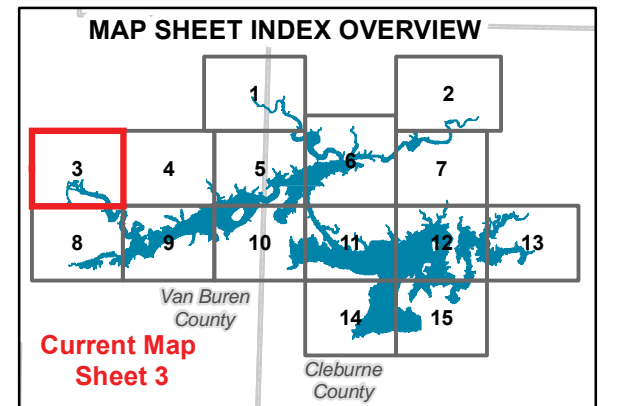 MAP SHEET INDEX OVERVIEW
1
2
3
4
5
6
7
8
9
10
11
12
13
Van Buren
County
14
15
Current Map
Sheet 3
Cleburne
County